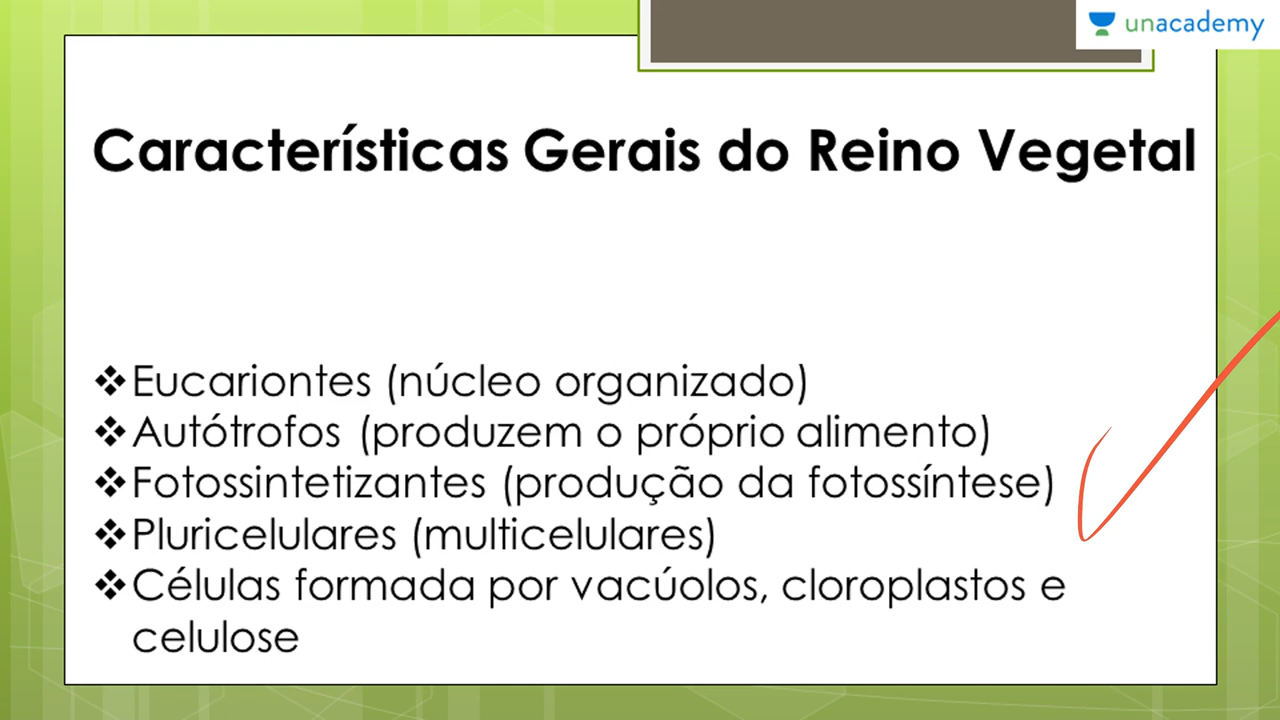 unacademy
Características Gerais do Reino Vegetal
❖Eucariontes (núcleo organizado)
❖Autótrofos (produzem o próprio alimento)
❖Fotossintetizantes (produção da fotossíntese)
❖Pluricelulares (multicelulares)
❖Células formada por vacúolos, cloroplastos e
celulose